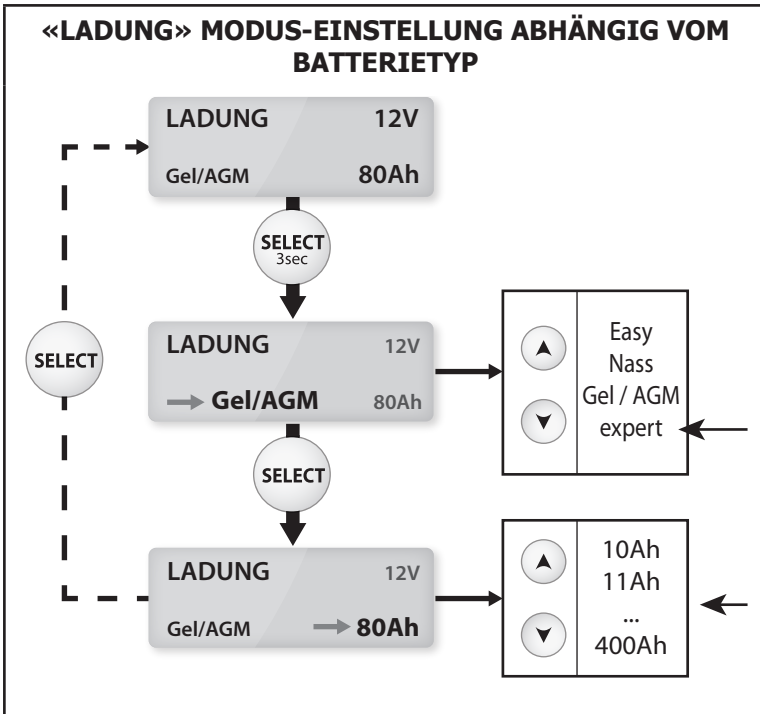 «LADUNG» MODUS-EINSTELLUNG ABHÄNGIG VOM
BATTERIETYP
LADUNG 12V
Gel/AGM 80Ah
SELECT
3sec
LADUNG 12V
Gel/AGM 80Ah
Easy
Nass
Gel / AGM
expert
SELECT
SELECT
LADUNG 12V
Gel/AGM 80Ah
10Ah
11Ah
...
400Ah